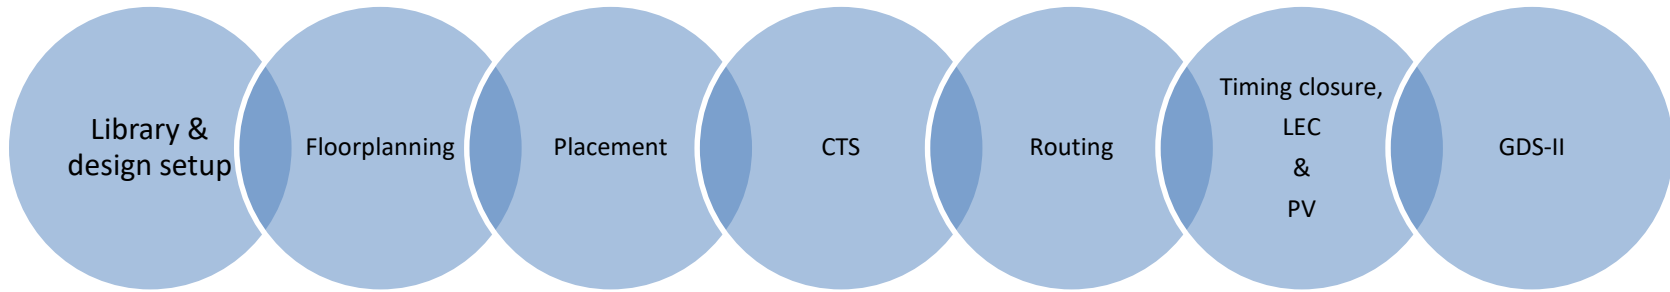 Library &
design setup
Floorplanning
Placement
CTS
Routing
Timing closure,
LEC
&
PV
GDS-II